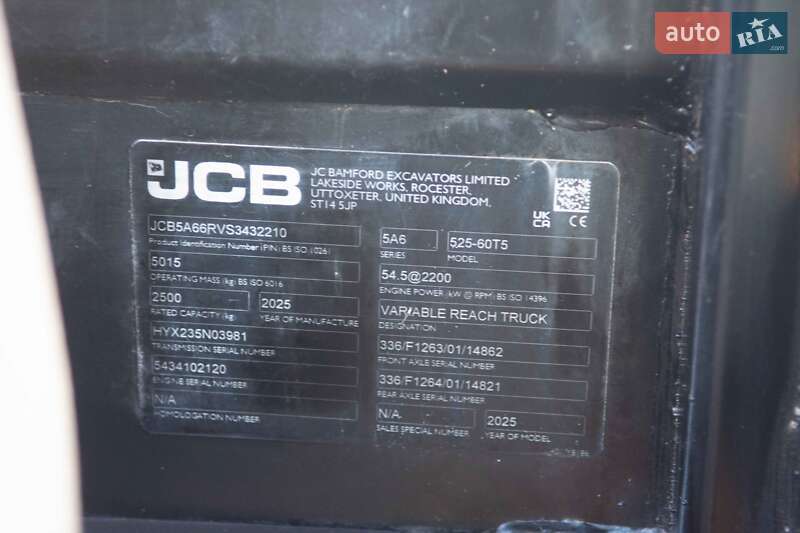 auto RIA
.com
JCB
JC BAMFORD EXCAVATORS LIMITED
LAKESIDE WORKS, ROCESTER,
UTTOXETER, UNITED KINGDOM.
ST14 5JP
UK
CA
CE
JCB5A66RVS3432210
Product Identification Number (PIN) BS ISO 10261
5015
OPERATING MASS (kg) BS ISO 6016
2500
RATED CAPACITY (kg)
2025
YEAR OF MANUFACTURE
HYX235N03981
TRANSMISSION SERIAL NUMBER
5434102120
ENGINE SERIAL NUMBER
N/A
HOMOLOGATION NUMBER
5A6
SERIES
525-60T5
MODEL
54.5@2200
ENGINE POWER (kW @ RPM) BS ISO 14396
VARIABLE REACH TRUCK
DESIGNATION
336/F1263/01/14862
FRONT AXLE SERIAL NUMBER
336/F1264/01/14821
REAR AXLE SERIAL NUMBER
N/A
SALES SPECIAL NUMBER
2025
YEAR OF MODEL